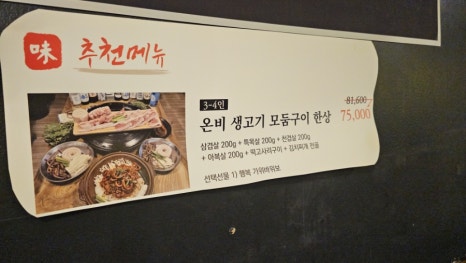 味 추천메뉴
3-4인
온비 생고기 모둠구이 한상
81,600
75,000
삼겹살 200g + 특목살 200g + 천겹살 200g
+ 가브살 200g + 떡고사리구이 + 김치찌개 전골
선택선물 1) 행복 가위바위보